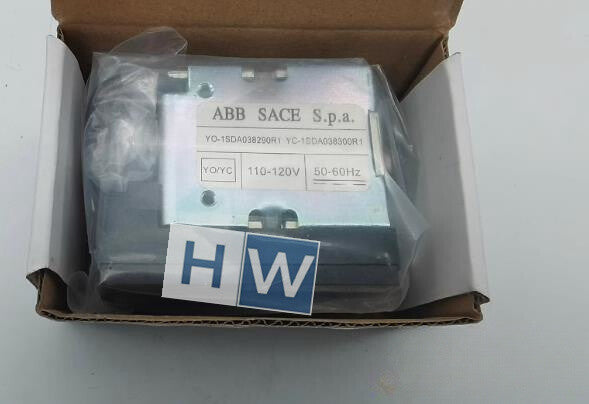 ABB SACE S.p.a.
YO-1SDA038290R1 YC-1SDA038300R1
YO/YC 110-120V 50-60Hz
HW